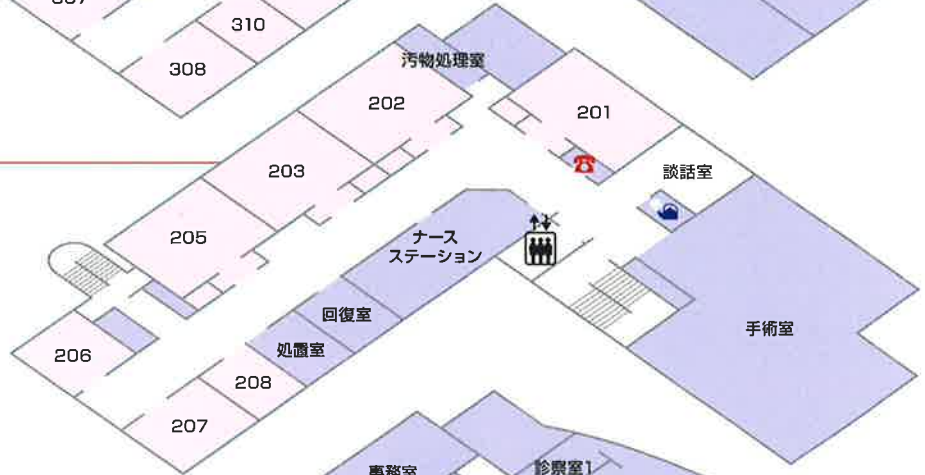 307
310
308
汚物処理室
202
201
203
談話室
205
ナース
ステーション
回復室
手術室
処置室
206
208
207
事務室
診察室1